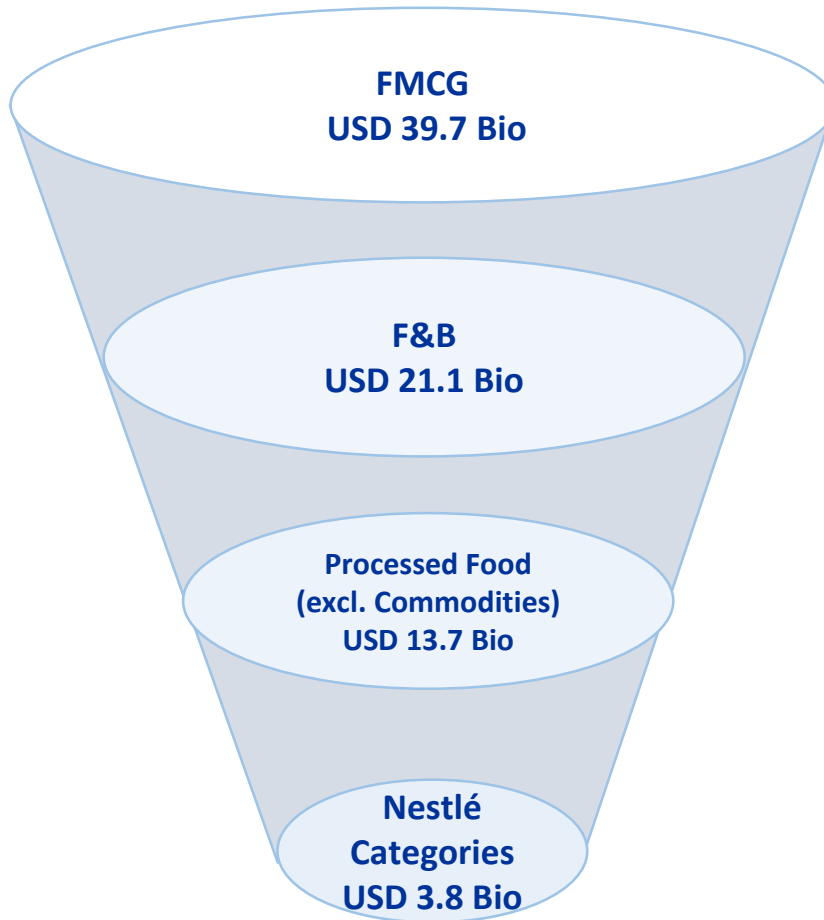 FMCG
USD 39.7 Bio
F&B
USD 21.1 Bio
Processed Food
(excl. Commodities)
USD 13.7 Bio
Nestlé
Categories
USD 3.8 Bio